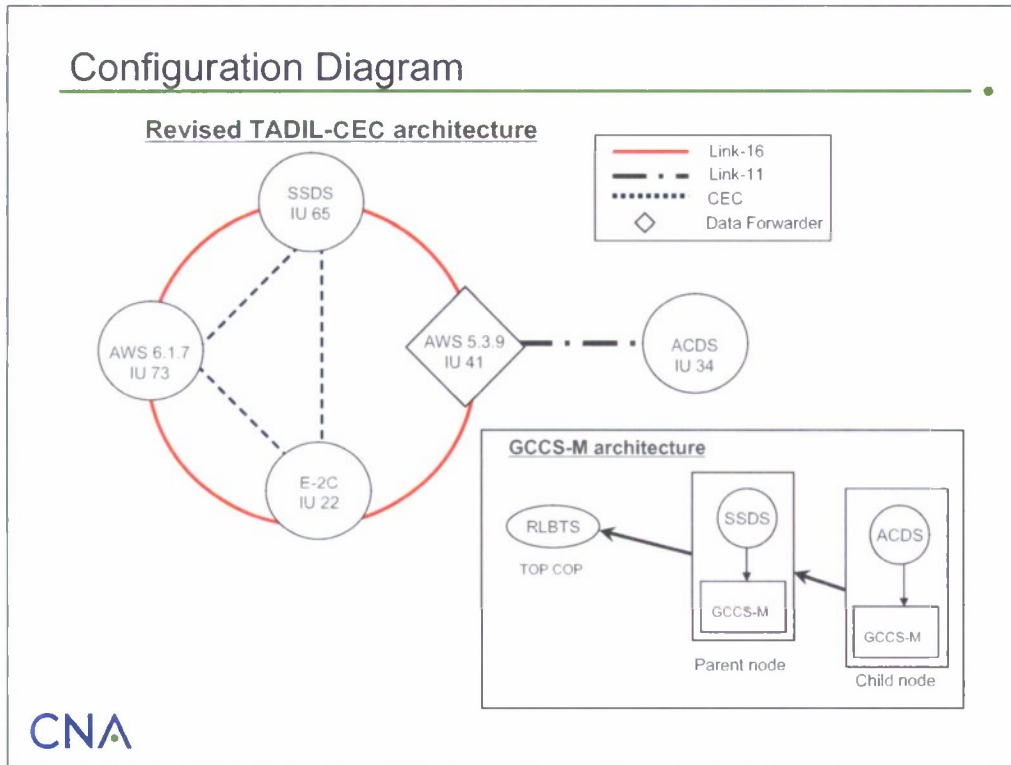 Configuration Diagram
Revised TADIL-CEC architecture
Link-16
Link-11
CEC
Data Forwarder
SSDS
IU 65
AWS 6.1.7
IU 73
AWS 5.3.9
IU 41
ACDS
IU 34
E-2C
IU 22
GCCS-M architecture
RLBTS
TOP COP
SSDS
GCCS-M
Parent node
ACDS
GCCS-M
Child node
CNA